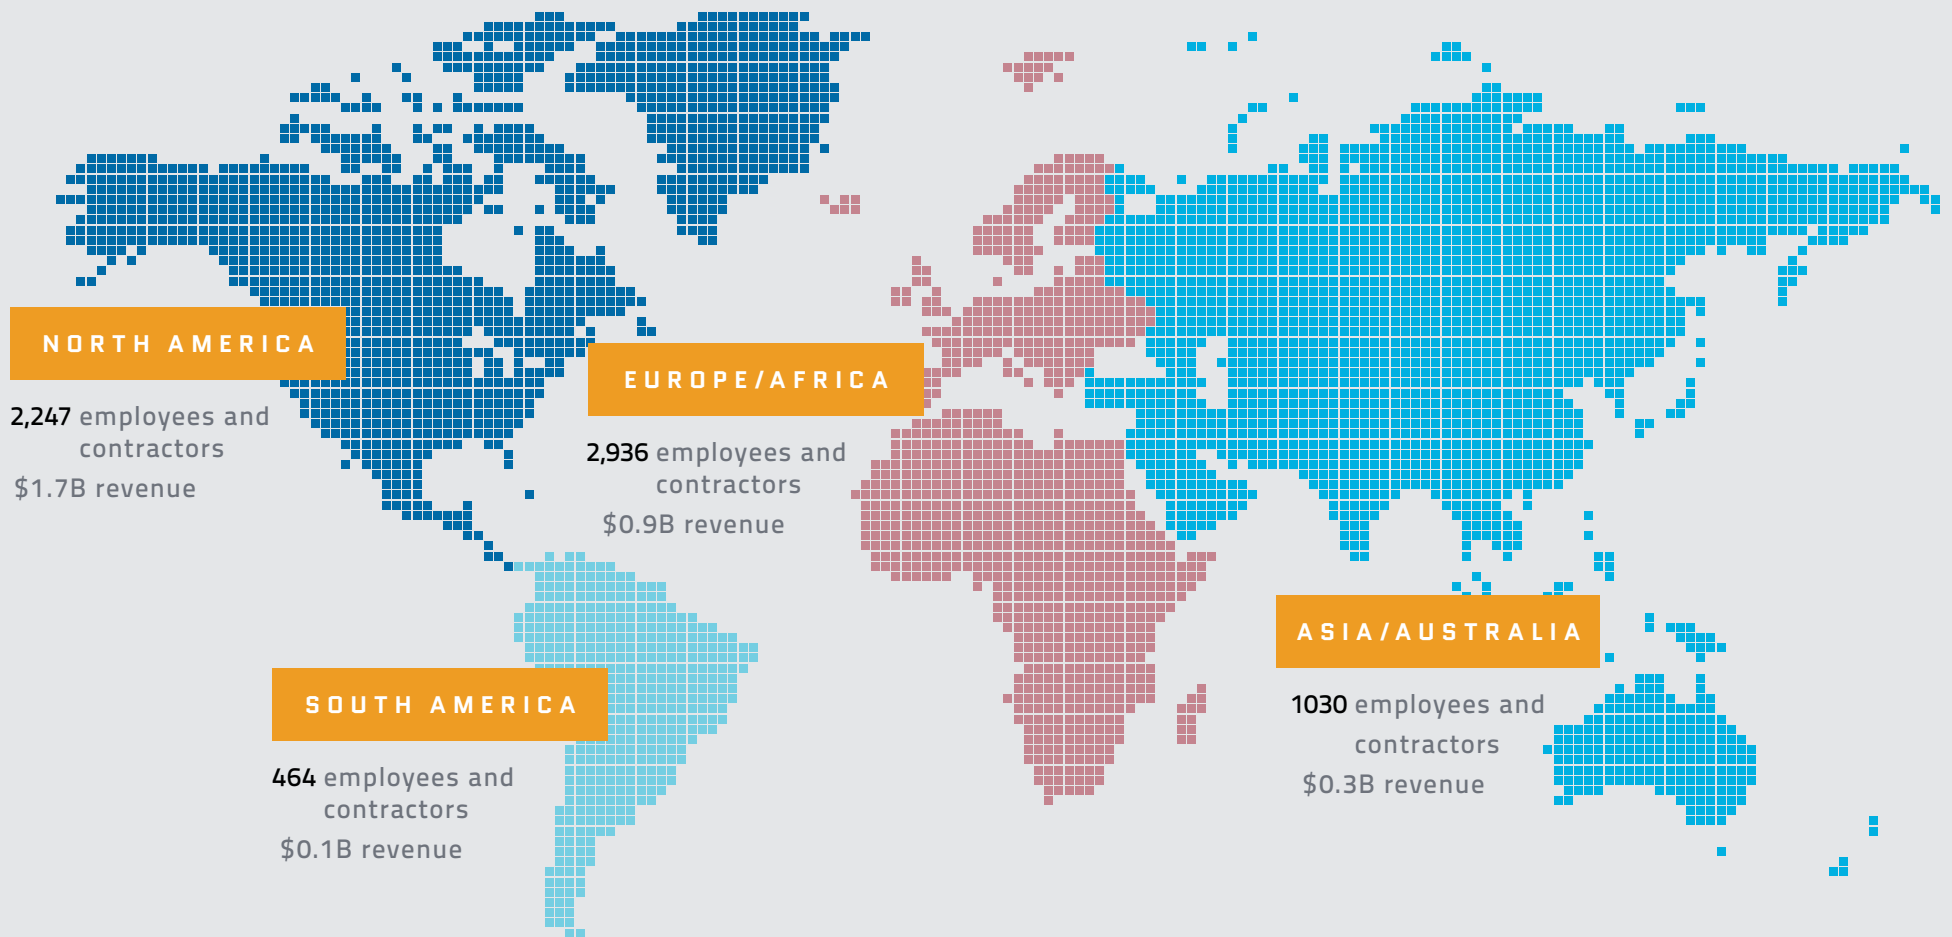 NORTH AMERICA
2,247 employees and
contractors
$1.7B revenue
EUROPE/AFRICA
2,936 employees and
contractors
$0.9B revenue
SOUTH AMERICA
464 employees and
contractors
$0.1B revenue
ASIA/AUSTRALIA
1030 employees and
contractors
$0.3B revenue